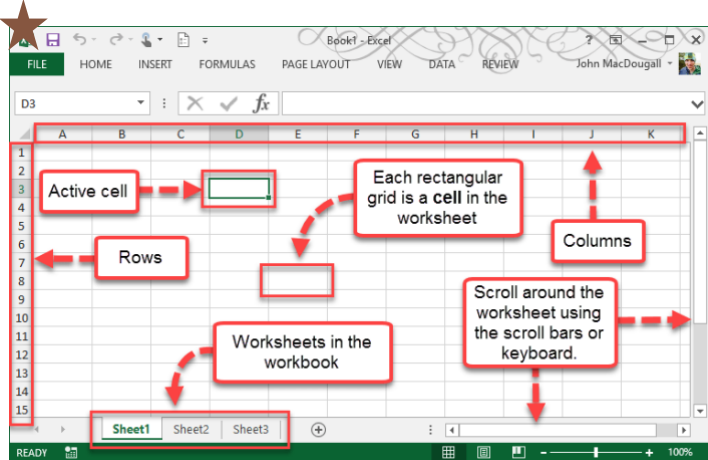 Book1 - Excel ?
FILE HOME INSERT FORMULAS PAGE LAYOUT VIEW DATA REVIEW John MacDougall
D3 fx
A B C D E F G H I J K
1
2
3
4
5
6
7
8
9
10
11
12
13
14
15
Active cell
Each rectangular
grid is a cell in the
worksheet
Columns
Rows
Scroll around the
worksheet using
the scroll bars or
keyboard.
Worksheets in the
workbook
Sheet1 Sheet2 Sheet3
READY 100%